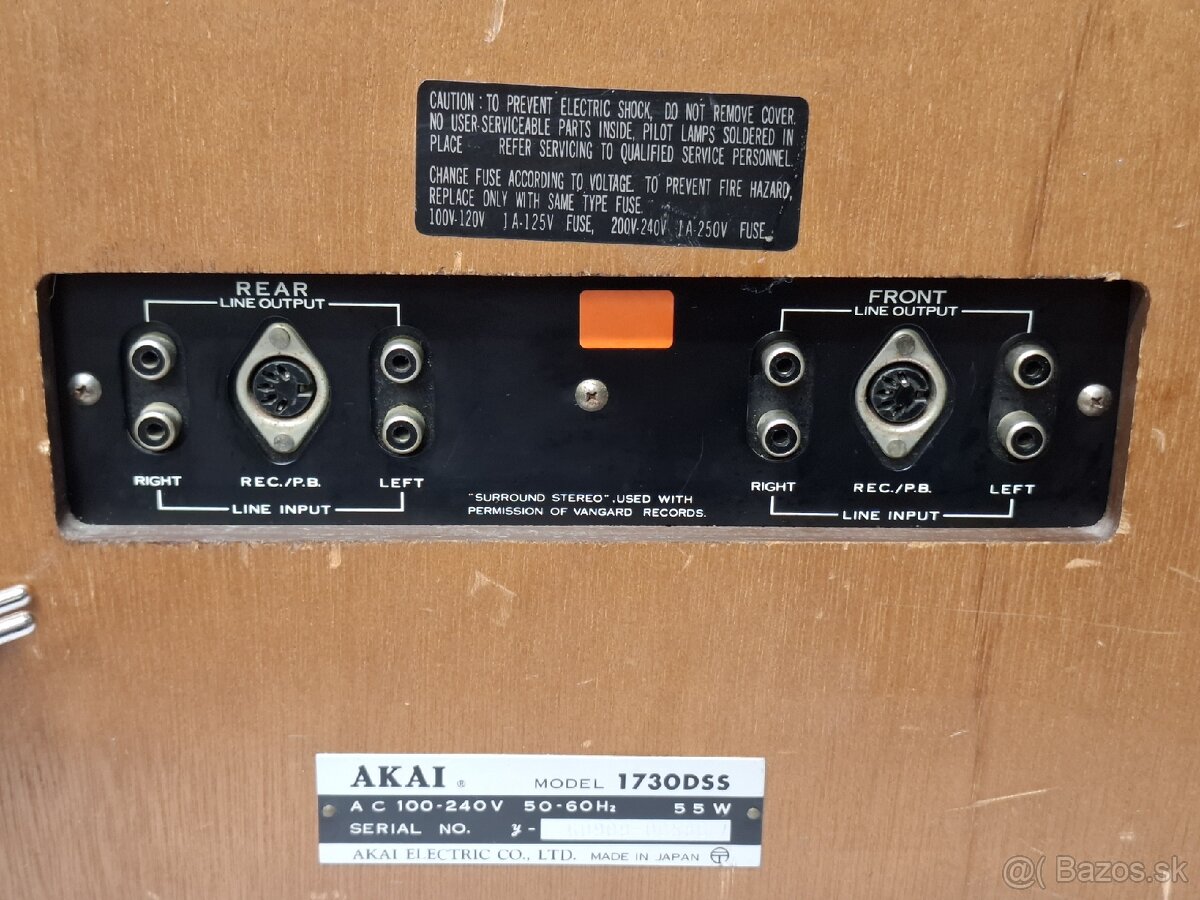 CAUTION : TO PREVENT ELECTRIC SHOCK, DO NOT REMOVE COVER.
NO USER-SERVICEABLE PARTS INSIDE, PILOT LAMPS SOLDERED IN
PLACE REFER SERVICING TO QUALIFIED SERVICE PERSONNEL.
CHANGE FUSE ACCORDING TO VOLTAGE. TO PREVENT FIRE HAZARD,
REPLACE ONLY WITH SAME TYPE FUSE.
100V-120V 1A-125V FUSE, 200V-240V 1A-250V FUSE.
REAR
LINE OUTPUT
RIGHT REC./P.B. LEFT
LINE INPUT
"SURROUND STEREO", USED WITH
PERMISSION OF VANGARD RECORDS.
FRONT
LINE OUTPUT
RIGHT REC./P.B. LEFT
LINE INPUT
AKAI ® MODEL 1730DSS
AC 100-240V 50-60Hz 55W
SERIAL NO. y-
AKAI ELECTRIC CO., LTD. MADE IN JAPAN
@( Bazos.sk